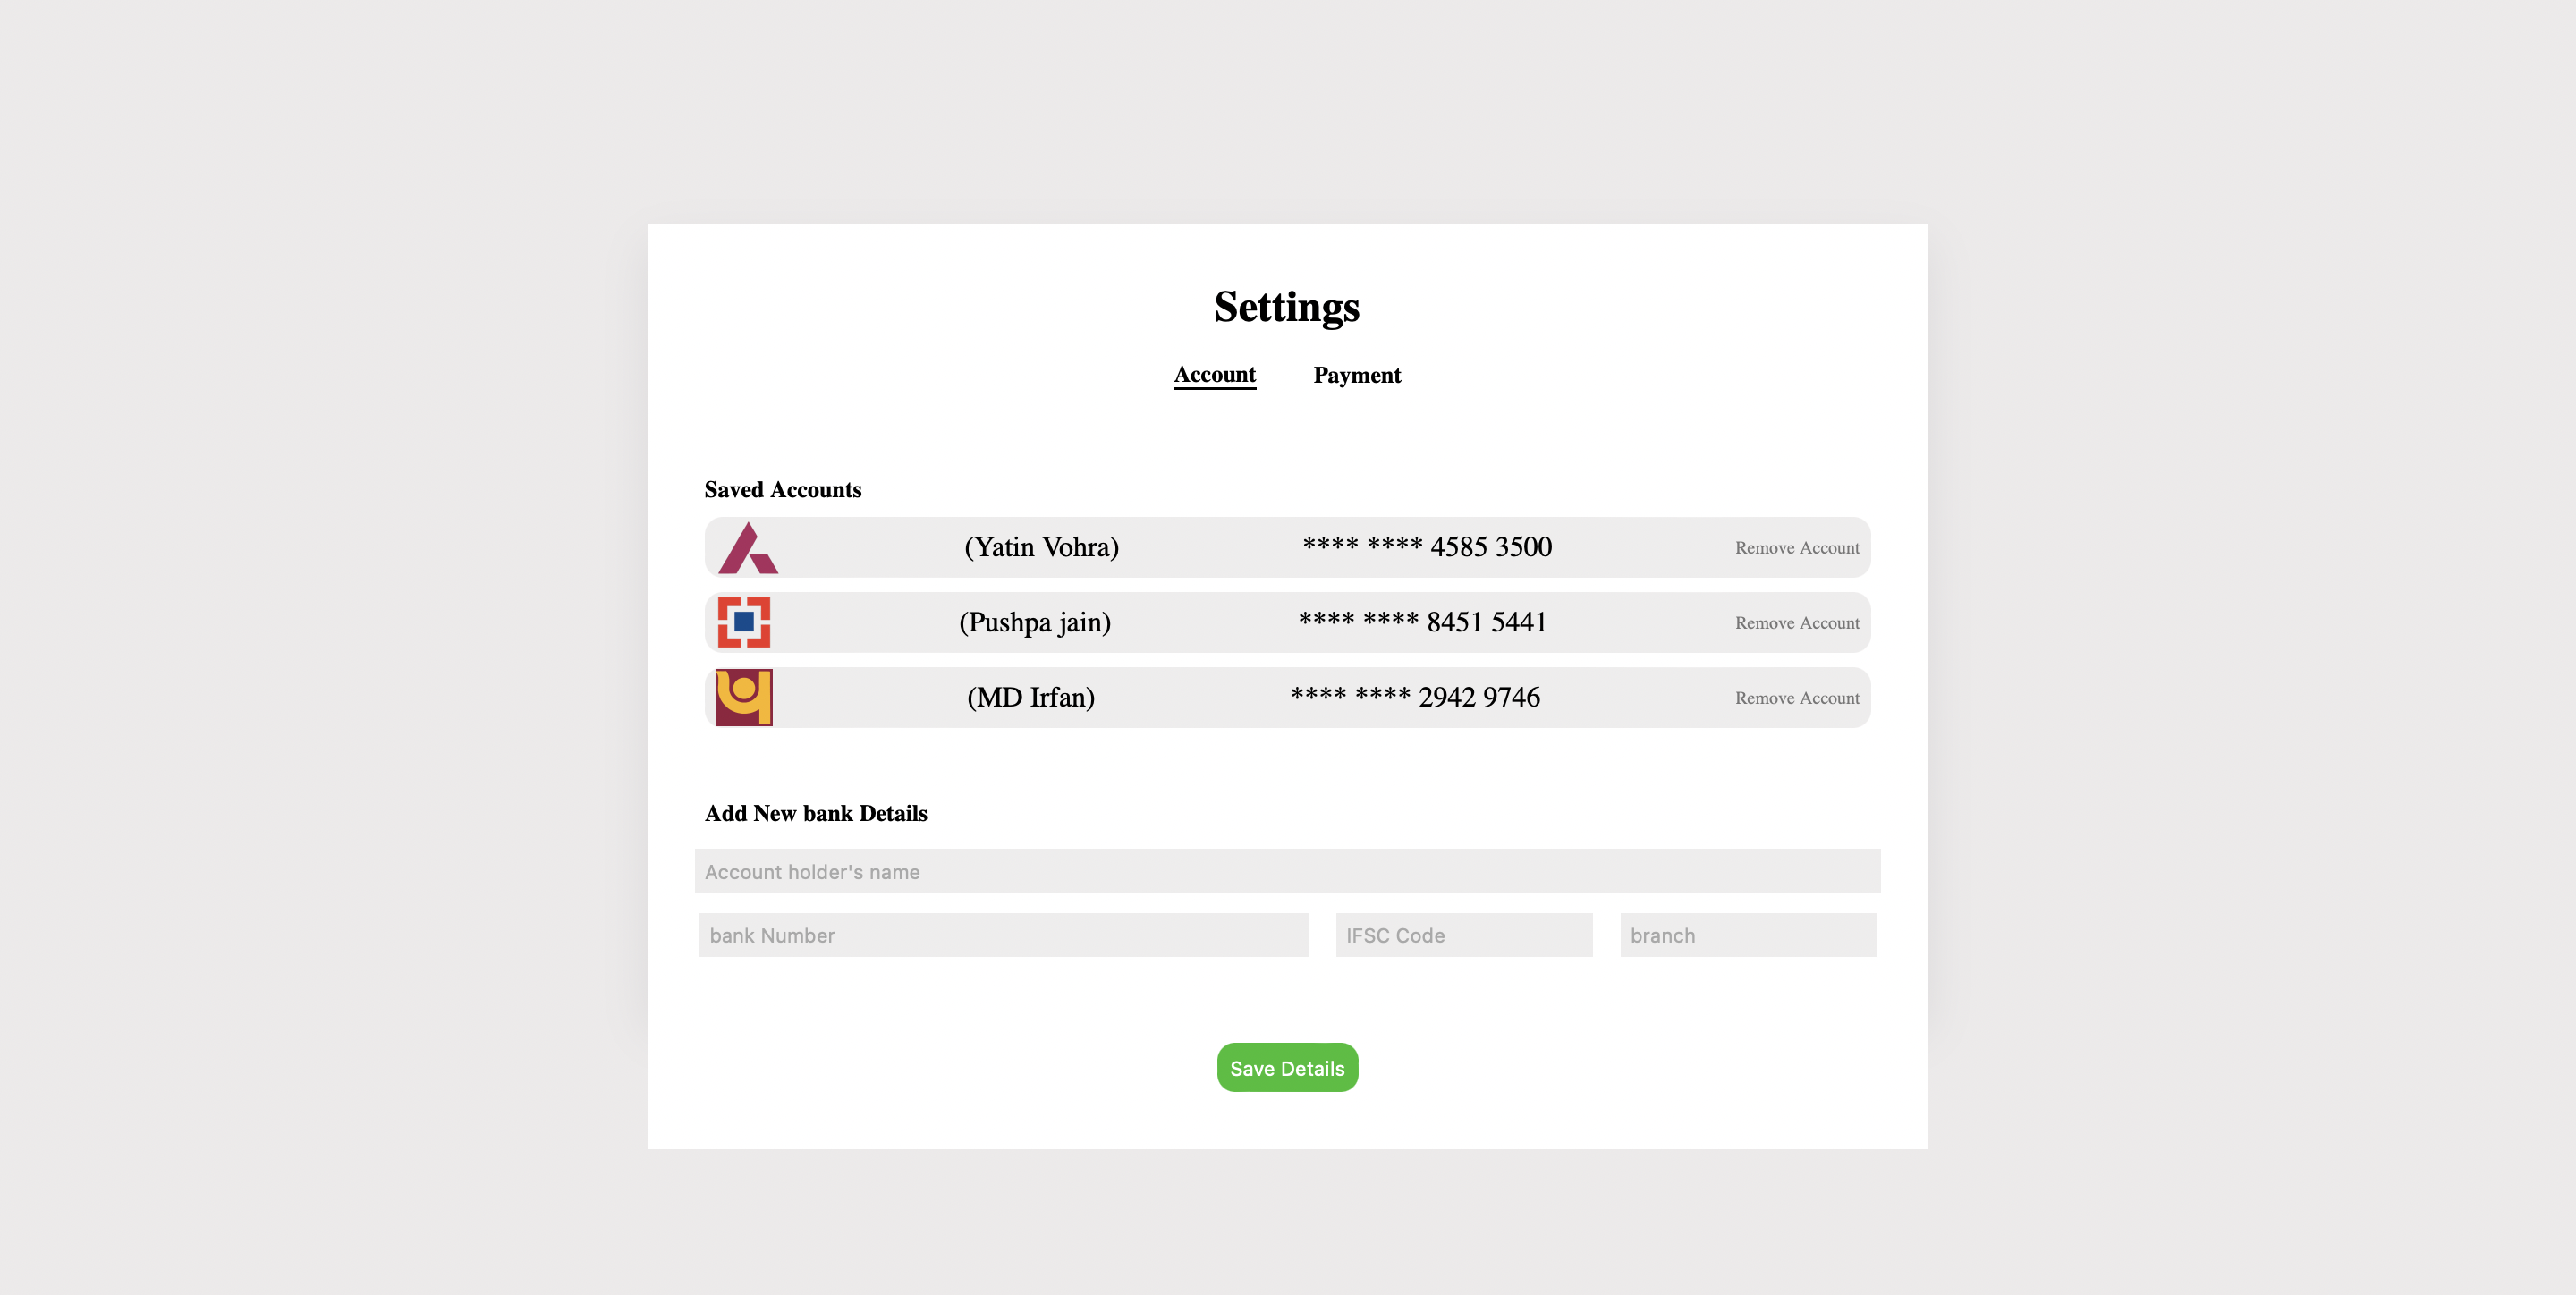 Settings
Account Payment
Saved Accounts
(Yatin Vohra) **** **** 4585 3500 Remove Account
(Pushpa jain) **** **** 8451 5441 Remove Account
(MD Irfan) **** **** 2942 9746 Remove Account
Add New bank Details
Account holder's name
bank Number IFSC Code branch
Save Details